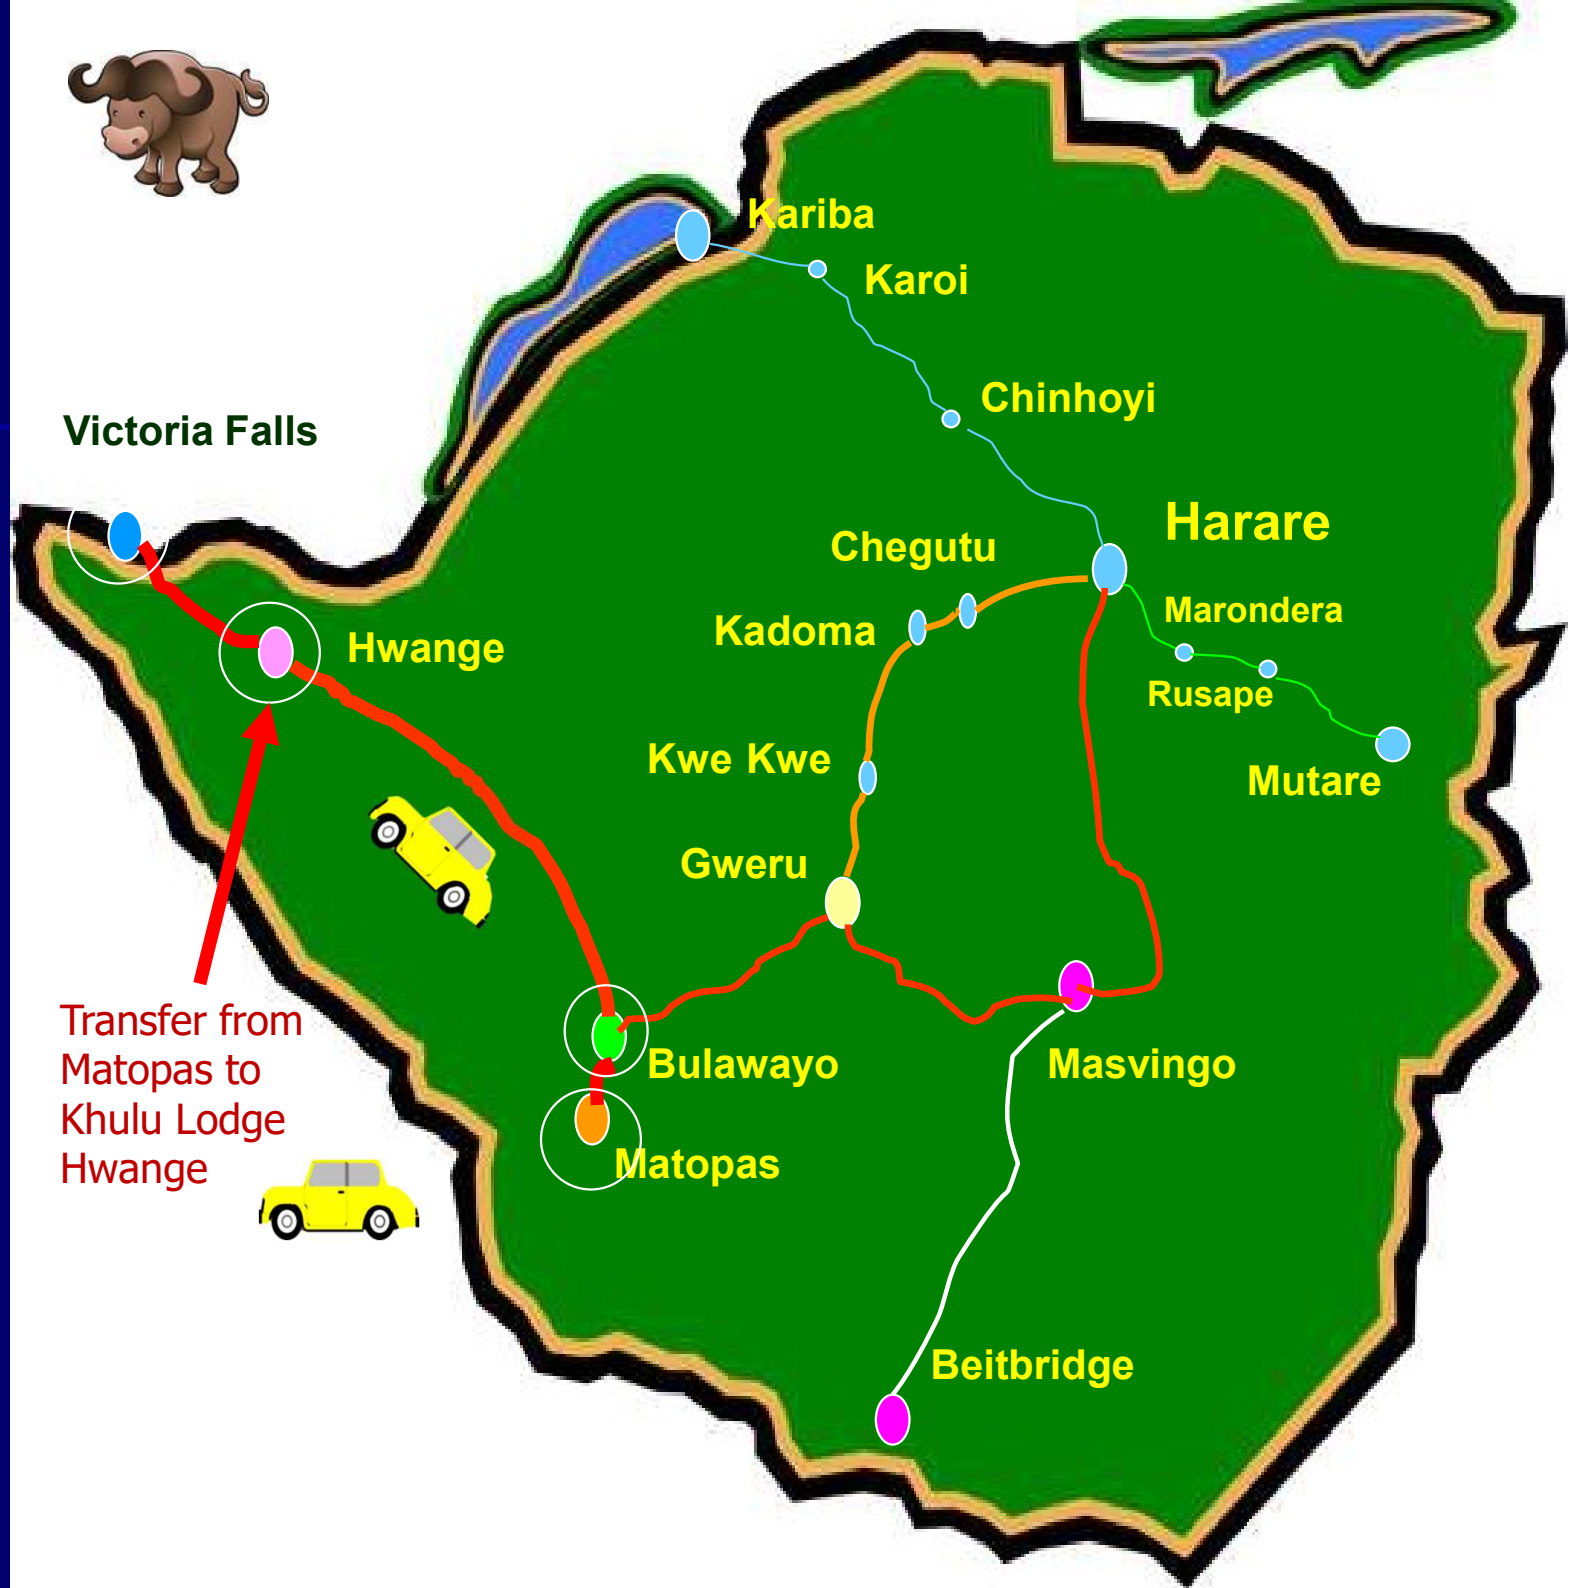 Kariba
Karoi
Chinhoyi
Victoria Falls
Harare
Chegutu
Marondera
Kadoma
Hwange
Rusape
Kwe Kwe
Mutare
Gweru
Transfer from
Matopas to
Khulu Lodge
Hwange
Bulawayo
Masvingo
Matopas
Beitbridge